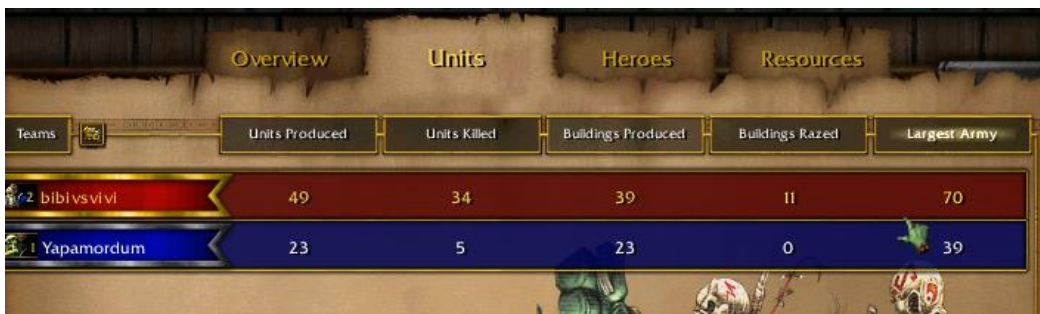 Overview Units Heroes Resources
Teams Units Produced Units Killed Buildings Produced Buildings Razed Largest Army
2 bibivsvivi 49 34 39 11 70
1 Yapamordum 23 5 23 0 39